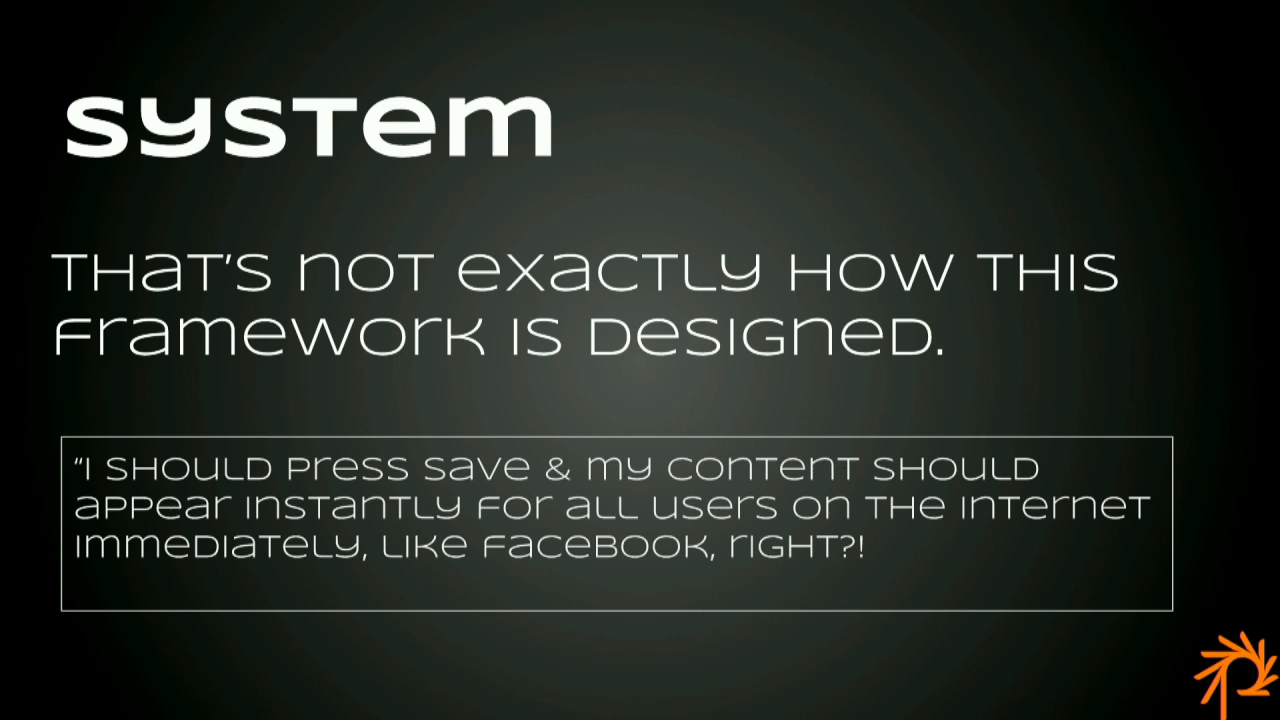 system
THAT'S NOT EXACTLY HOW THIS
FRAMEWORK IS DESIGNED.
"I SHOULD PRESS SAVE & MY CONTENT SHOULD
APPEAR INSTANTLY FOR ALL USERS ON THE INTERNET
IMMEDIATELY, LIKE FACEBOOK, RIGHT?!